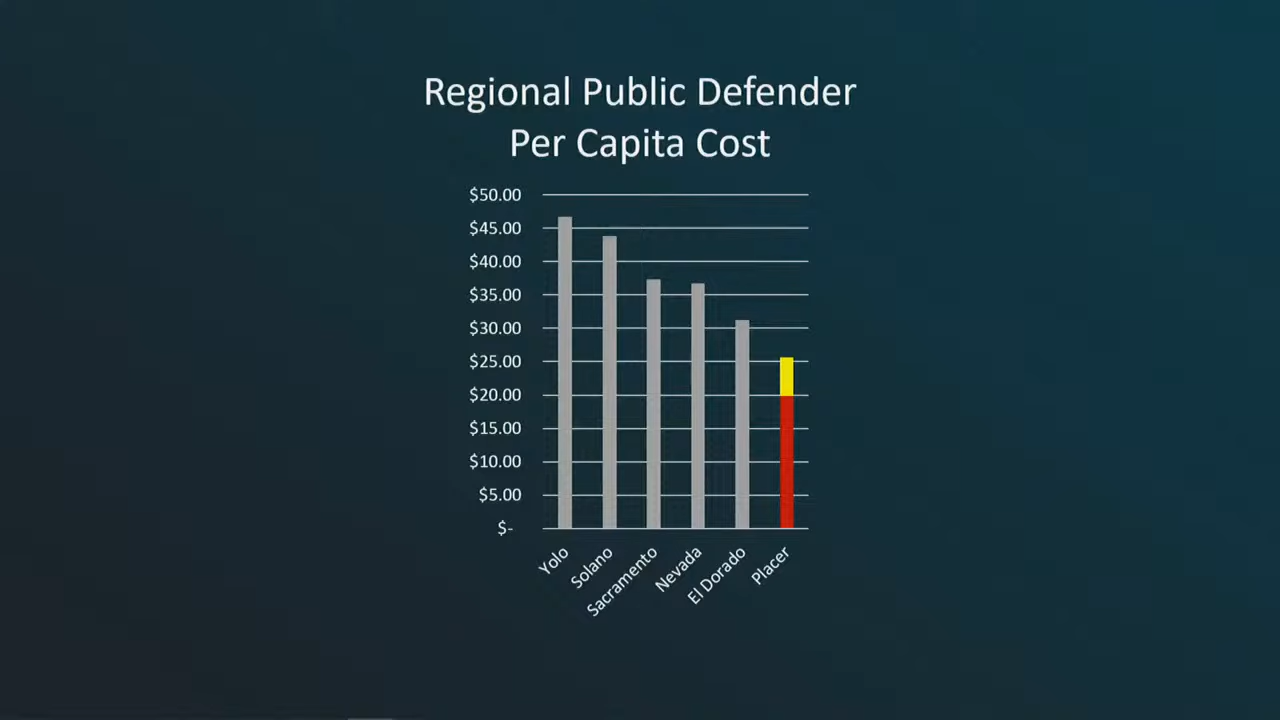 Regional Public Defender
Per Capita Cost
$50.00
$45.00
$40.00
$35.00
$30.00
$25.00
$20.00
$15.00
$10.00
$5.00
$-
Yolo
Solano
Sacramento
Nevada
El Dorado
Placer